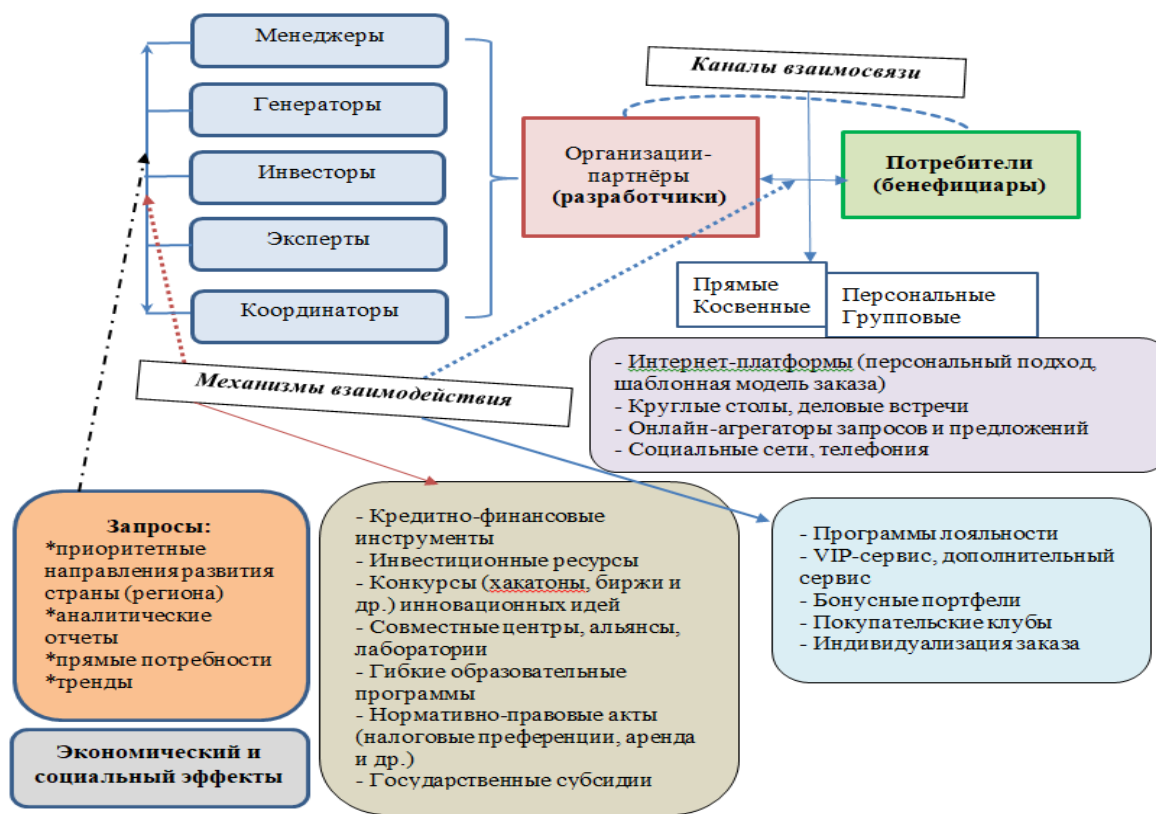 Менеджеры
Генераторы
Инвесторы
Эксперты
Координаторы
Каналы взаимосвязи
Организации-
партнёры
(разработчики)
Потребители
(бенефициары)
Прямые
Косвенные
Персональные
Групповые
- Интернет-платформы (персональный подход,
шаблонная модель заказа)
- Круглые столы, деловые встречи
- Онлайн-агрегаторы запросов и предложений
- Социальные сети, телефония
Механизмы взаимодействия
Запросы:
*приоритетные
направления развития
страны (региона)
*аналитические
отчеты
*прямые потребности
*тренды
Экономический и
социальный эффекты
- Кредитно-финансовые
инструменты
- Инвестиционные ресурсы
- Конкурсы (хакатоны, биржи и
др.) инновационных идей
- Совместные центры, альянсы,
лаборатории
- Гибкие образовательные
программы
- Нормативно-правовые акты
(налоговые преференции, аренда
и др.)
- Государственные субсидии
- Программы лояльности
- VIP-сервис, дополнительный
сервис
- Бонусные портфели
- Покупательские клубы
- Индивидуализация заказа